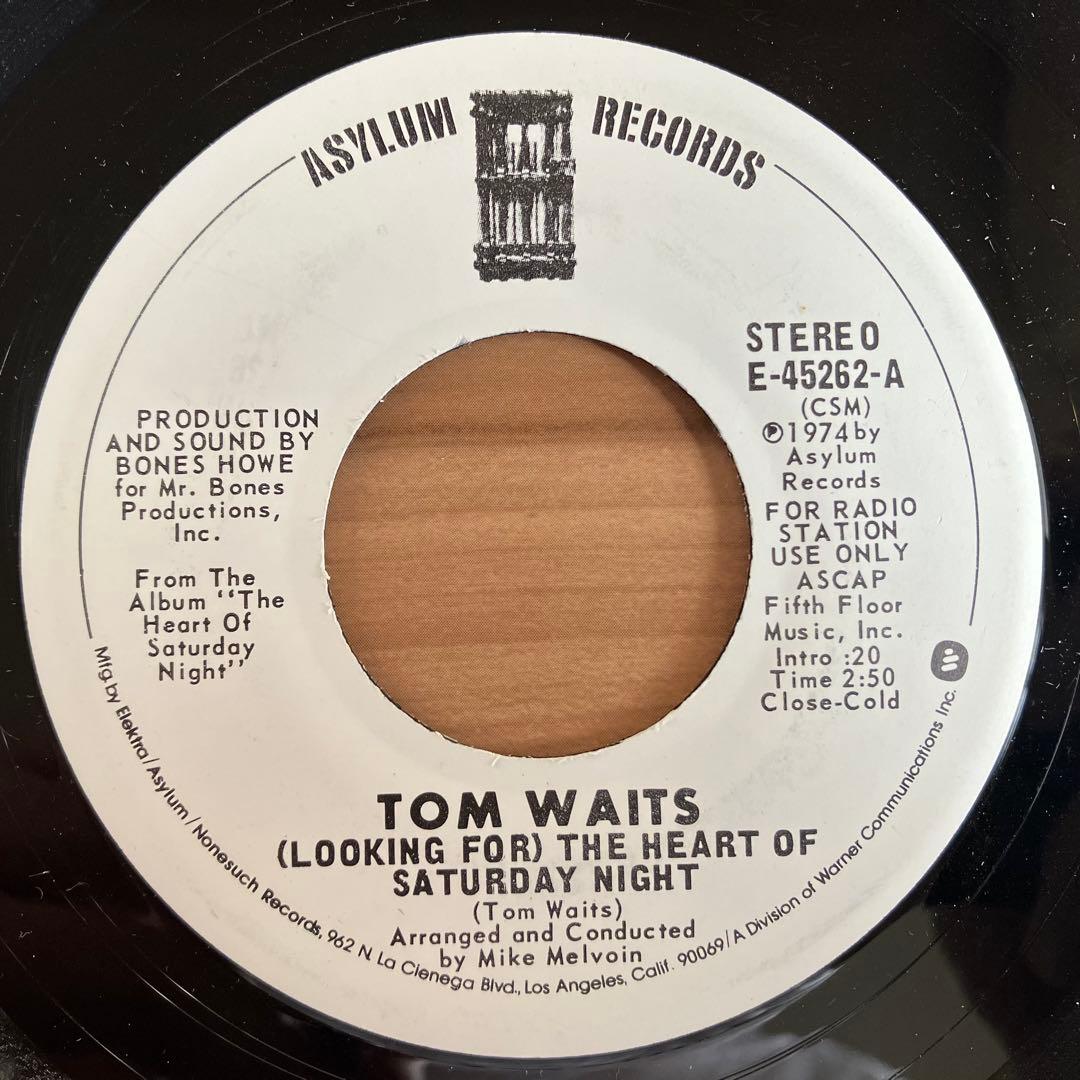 ASYLUM RECORDS
STEREO
E-45262-A
(CSM)
℗1974 by
Asylum
Records
FOR RADIO
STATION
USE ONLY
ASCAP
Fifth Floor
Music, Inc.
Intro :20
Time 2:50
Close-Cold
PRODUCTION
AND SOUND BY
BONES HOWE
for Mr. Bones
Productions,
Inc.
From The
Album "The
Heart Of
Saturday
Night"
TOM WAITS
(LOOKING FOR) THE HEART OF
SATURDAY NIGHT
(Tom Waits)
Arranged and Conducted
by Mike Melvoin
Mfg. by Elektra/Asylum/Nonesuch Records, 962 N. La Cienega Blvd., Los Angeles, Calif. 90069/A Division of Warner Communications Inc.